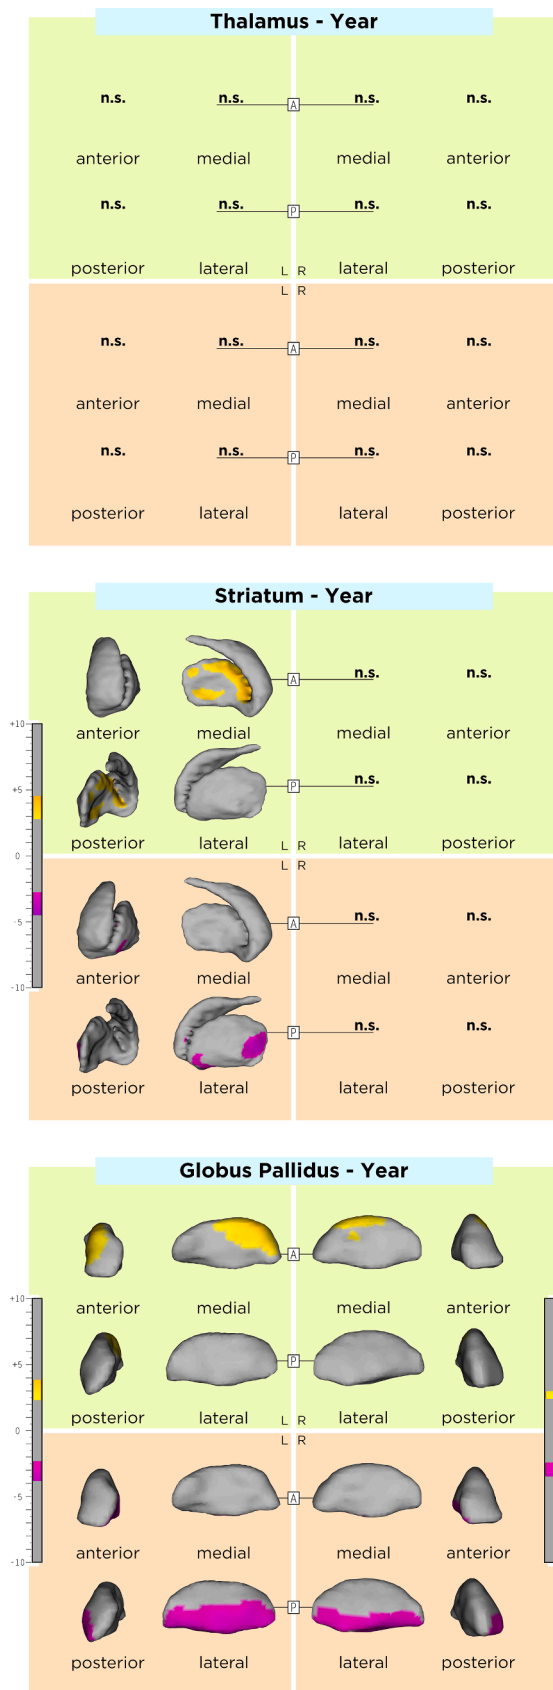 Thalamus - Year
n.s. n.s. A n.s. n.s.
anterior medial medial anterior
n.s. n.s. P n.s. n.s.
posterior lateral L R lateral posterior
L R
n.s. n.s. A n.s. n.s.
anterior medial medial anterior
n.s. n.s. P n.s. n.s.
posterior lateral lateral posterior
Striatum - Year
A n.s. n.s.
+10 anterior medial medial anterior
+5 P n.s. n.s.
posterior lateral L R lateral posterior
0 L R
-5 A n.s. n.s.
-10 anterior medial medial anterior
P n.s. n.s.
posterior lateral lateral posterior
Globus Pallidus - Year
A
+10 anterior medial medial anterior
+5 P
posterior lateral L R lateral posterior
0 L R
-5 A
anterior medial medial anterior
-10
P
posterior lateral lateral posterior